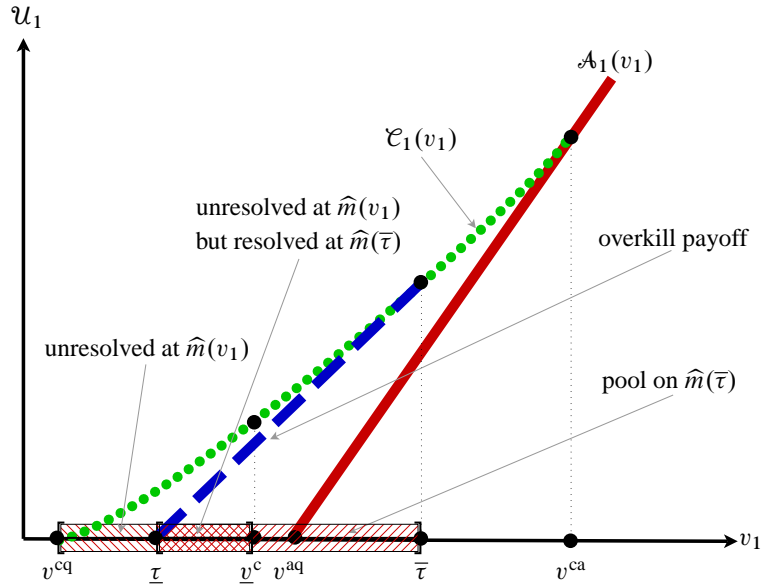 𝒰₁
𝒜₁(v₁)
𝒞₁(v₁)
unresolved at m̂(v₁)
but resolved at m̂(τ̅)
overkill payoff
unresolved at m̂(v₁)
pool on m̂(τ̅)
v₁
v^cq τ̲ v̲^c v^aq τ̅ v^ca